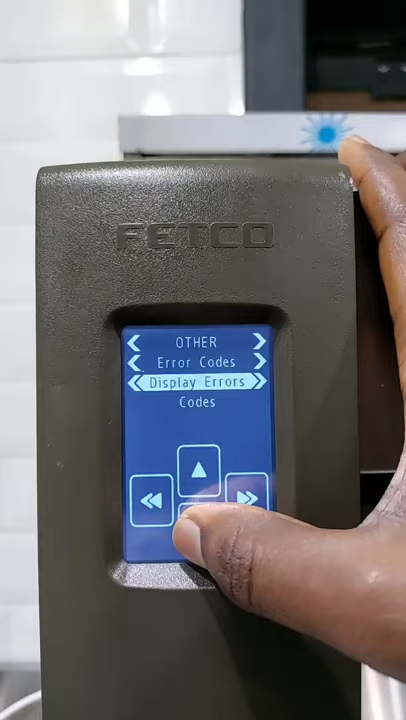 FETCO
OTHER
Error Codes
Display Errors
Codes